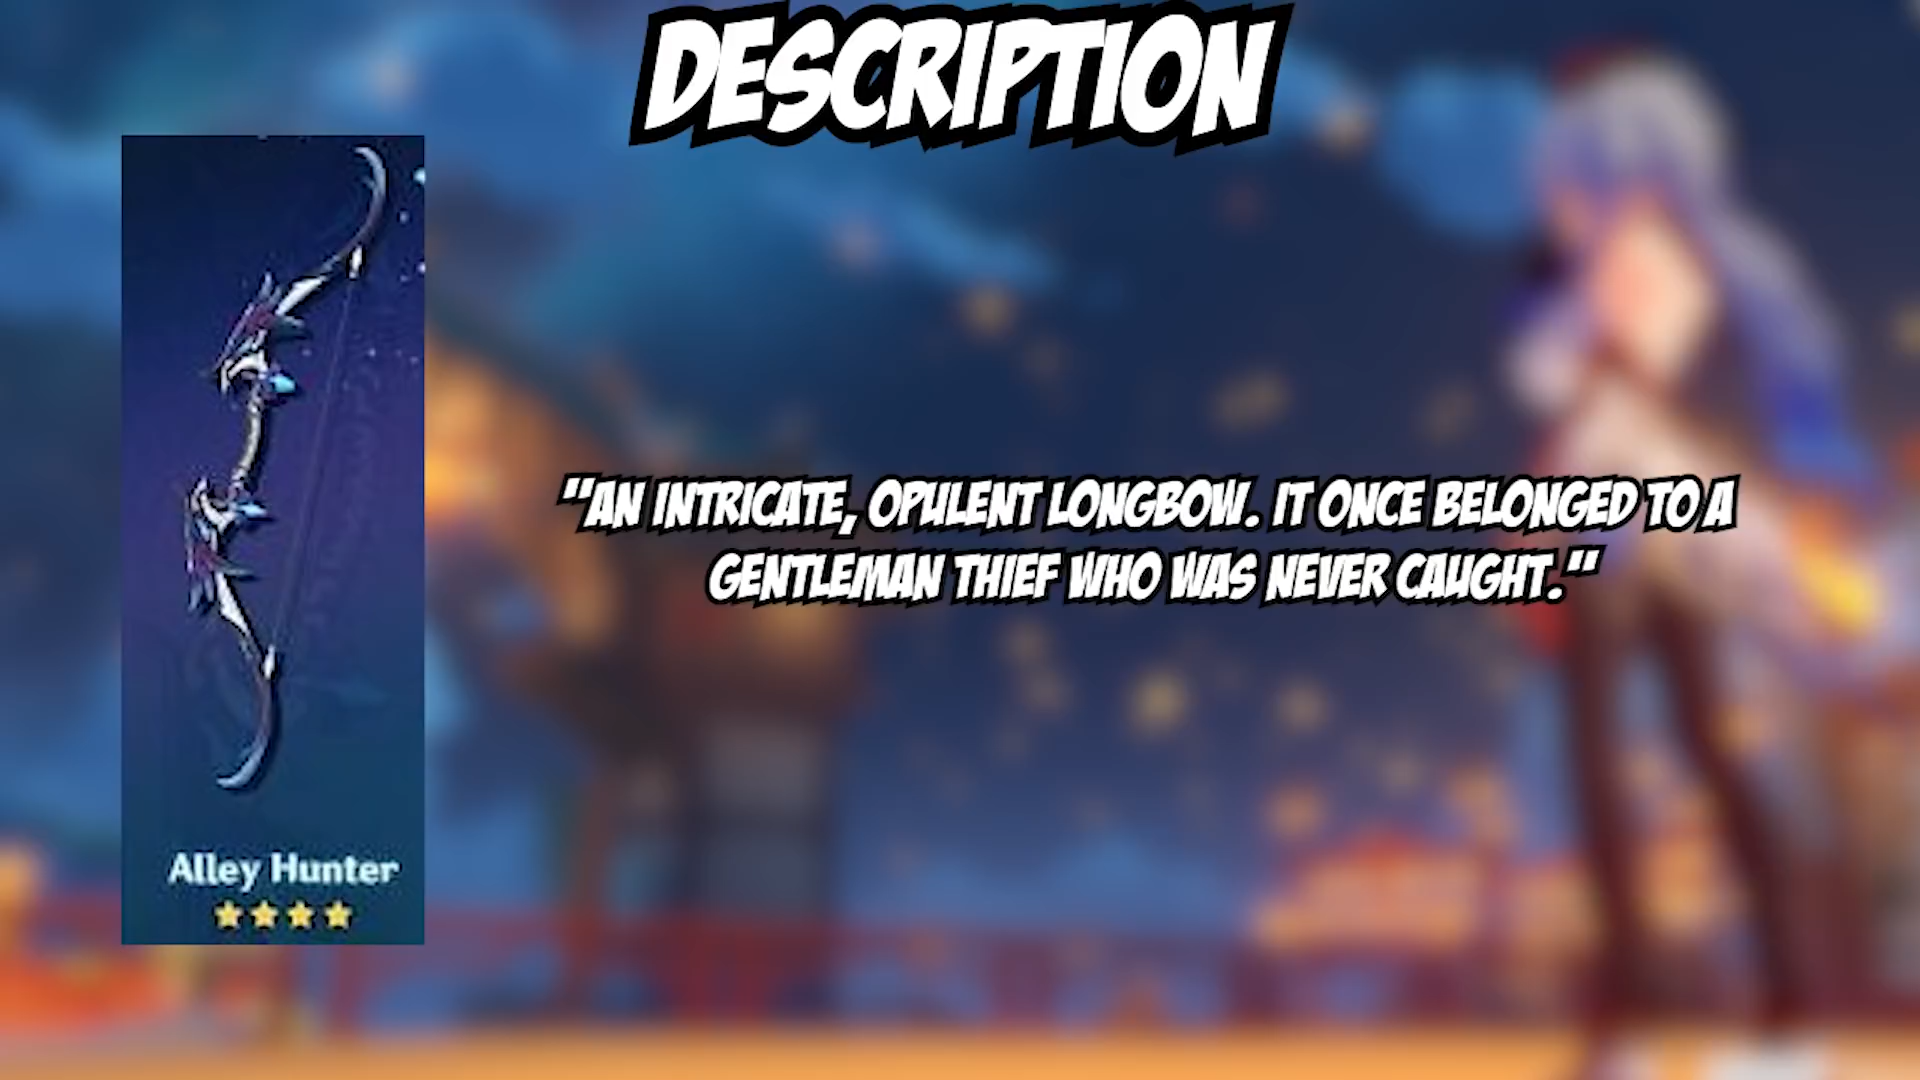 DESCRIPTION
"AN INTRICATE, OPULENT LONGBOW. IT ONCE BELONGED TO A
GENTLEMAN THIEF WHO WAS NEVER CAUGHT."
Alley Hunter